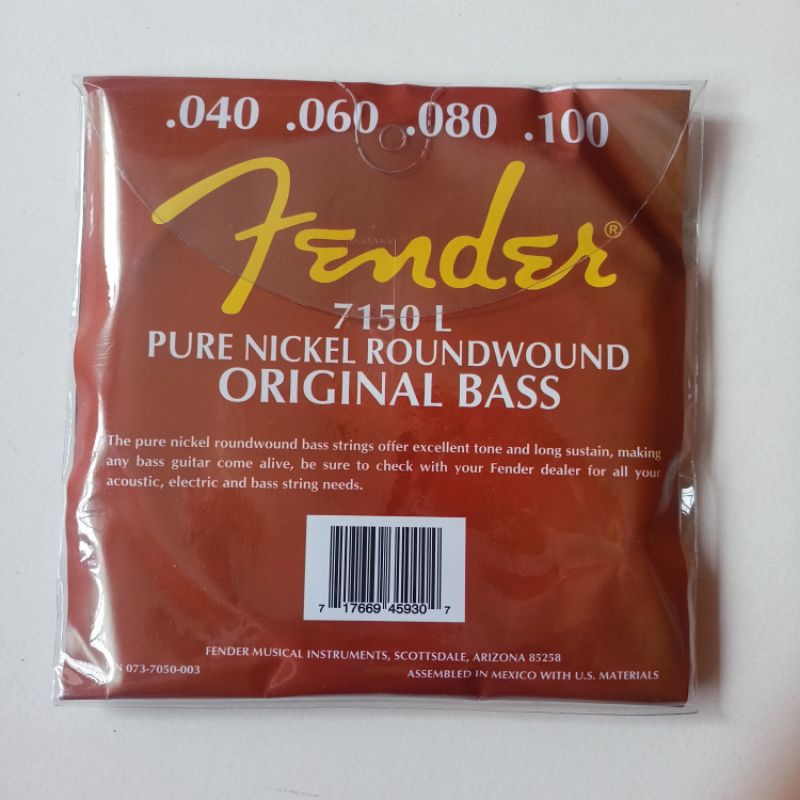 .040 .060 .080 .100
Fender®
7150 L
PURE NICKEL ROUNDWOUND
ORIGINAL BASS
The pure nickel roundwound bass strings offer excellent tone and long sustain, making
any bass guitar come alive, be sure to check with your Fender dealer for all your
acoustic, electric and bass string needs.
7 17669 45930 7
FENDER MUSICAL INSTRUMENTS, SCOTTSDALE, ARIZONA 85258
073-7050-003
ASSEMBLED IN MEXICO WITH U.S. MATERIALS